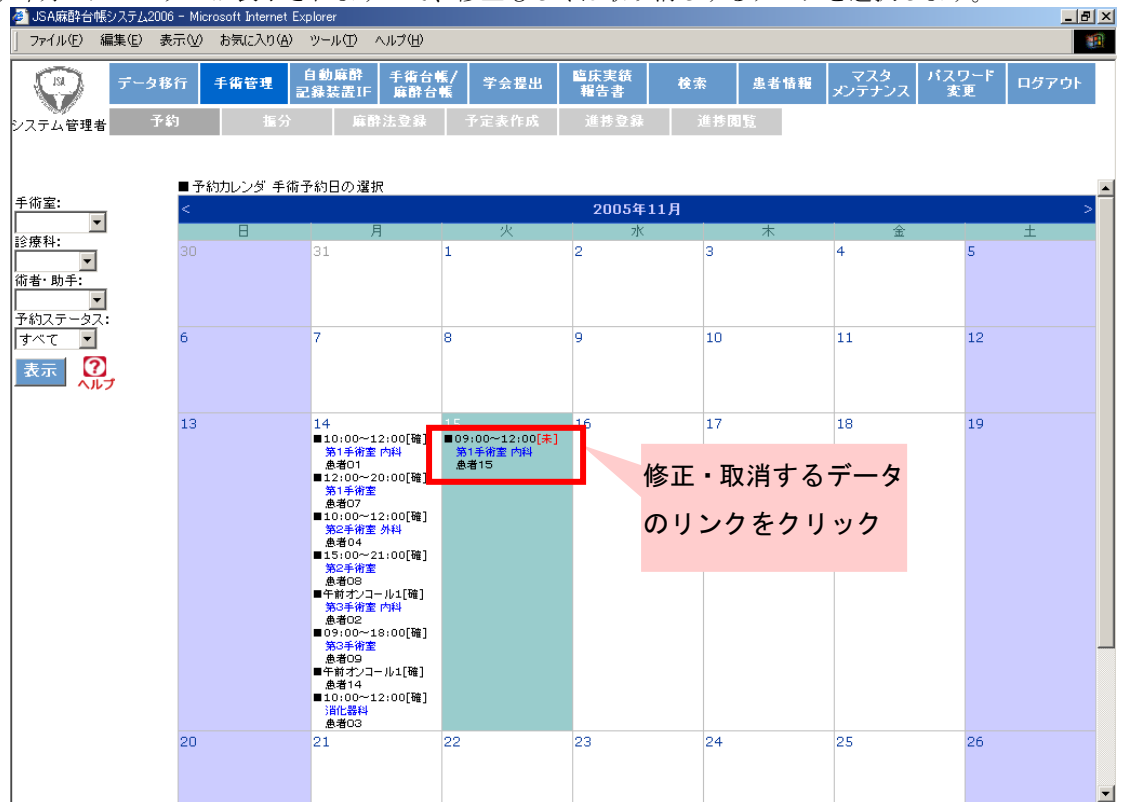 JSA麻酔台帳システム2006 - Microsoft Internet Explorer
ファイル(F) 編集(E) 表示(V) お気に入り(A) ツール(T) ヘルプ(H)
JSA
データ移行 手術管理 自動麻酔記録装置IF 手術台帳/麻酔台帳 学会提出 臨床実績報告書 検索 患者情報 マスタメンテナンス パスワード変更 ログアウト
システム管理者 予約 振分 麻酔法登録 予定表作成 進捗登録 進捗閲覧
■予約カレンダ 手術予約日の選択
手術室:
診療科:
術者・助手:
予約ステータス:
すべて
表示 ?
ヘルプ
< 2005年11月 >
日 月 火 水 木 金 土
30 31 1 2 3 4 5
6 7 8 9 10 11 12
13 14 15 16 17 18 19
■10:00～12:00[確]
第1手術室 内科
患者01
■12:00～20:00[確]
第1手術室
患者07
■10:00～12:00[確]
第2手術室 外科
患者04
■15:00～21:00[確]
第2手術室
患者08
■午前オンコール1[確]
第3手術室 内科
患者02
■09:00～18:00[確]
第3手術室
患者09
■午前オンコール1[確]
患者14
■10:00～12:00[確]
消化器科
患者03
■09:00～12:00[未]
第1手術室 内科
患者15
修正・取消するデータ
のリンクをクリック
20 21 22 23 24 25 26